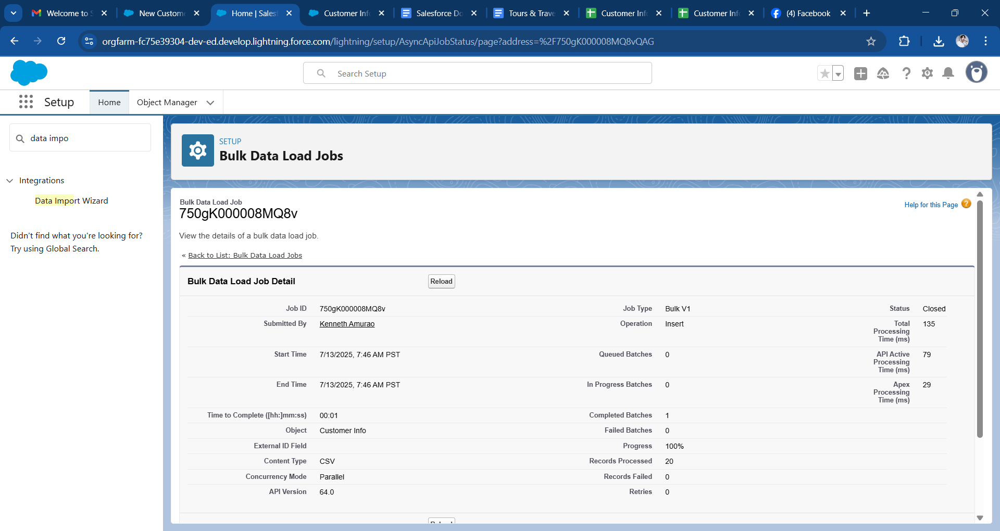 Welcome to S
New Custome
Home | Salesf
Customer Info
Salesforce Do
Tours & Trave
Customer Info
Customer Info
(4) Facebook
orgfarm-fc75e39304-dev-ed.develop.lightning.force.com/lightning/setup/AsyncApiJobStatus/page?address=%2F750gK000008MQ8vQAG
Search Setup
Setup
Home
Object Manager
data impo
Integrations
Data Import Wizard
Didn't find what you're looking for?
Try using Global Search.
SETUP
Bulk Data Load Jobs
Bulk Data Load Job
750gK000008MQ8v
Help for this Page
View the details of a bulk data load job.
« Back to List: Bulk Data Load Jobs
Bulk Data Load Job Detail
Reload
Job ID 750gK000008MQ8v Job Type Bulk V1 Status Closed
Submitted By Kenneth Amurao Operation Insert Total Processing Time (ms) 135
Start Time 7/13/2025, 7:46 AM PST Queued Batches 0 API Active Processing Time (ms) 79
End Time 7/13/2025, 7:46 AM PST In Progress Batches 0 Apex Processing Time (ms) 29
Time to Complete ([hh:]mm:ss) 00:01 Completed Batches 1
Object Customer Info Failed Batches 0
External ID Field Progress 100%
Content Type CSV Records Processed 20
Concurrency Mode Parallel Records Failed 0
API Version 64.0 Retries 0